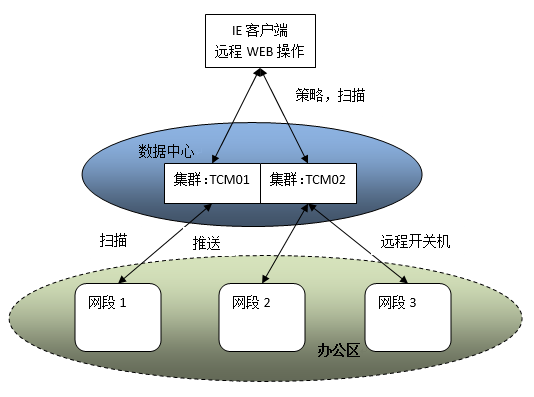 IE 客户端
远程 WEB 操作
策略，扫描
数据中心
集群:TCM01
集群:TCM02
扫描
推送
远程开关机
网段 1
网段 2
网段 3
办公区